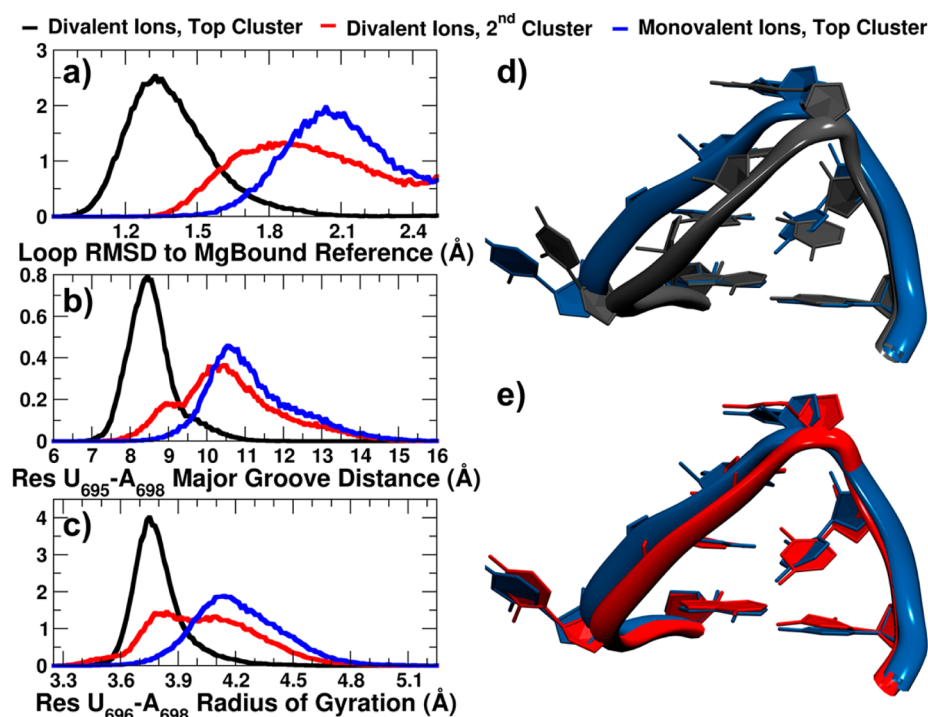 Divalent Ions, Top Cluster Divalent Ions, 2nd Cluster Monovalent Ions, Top Cluster
a)
3
2
1
0
1.2 1.5 1.8 2.1 2.4
Loop RMSD to MgBound Reference (Å)
b)
0.8
0.6
0.4
0.2
0
6 7 8 9 10 11 12 13 14 15 16
Res U695-A698 Major Groove Distance (Å)
c)
4
3
2
1
0
3.3 3.6 3.9 4.2 4.5 4.8 5.1
Res U696-A698 Radius of Gyration (Å)
d)
e)